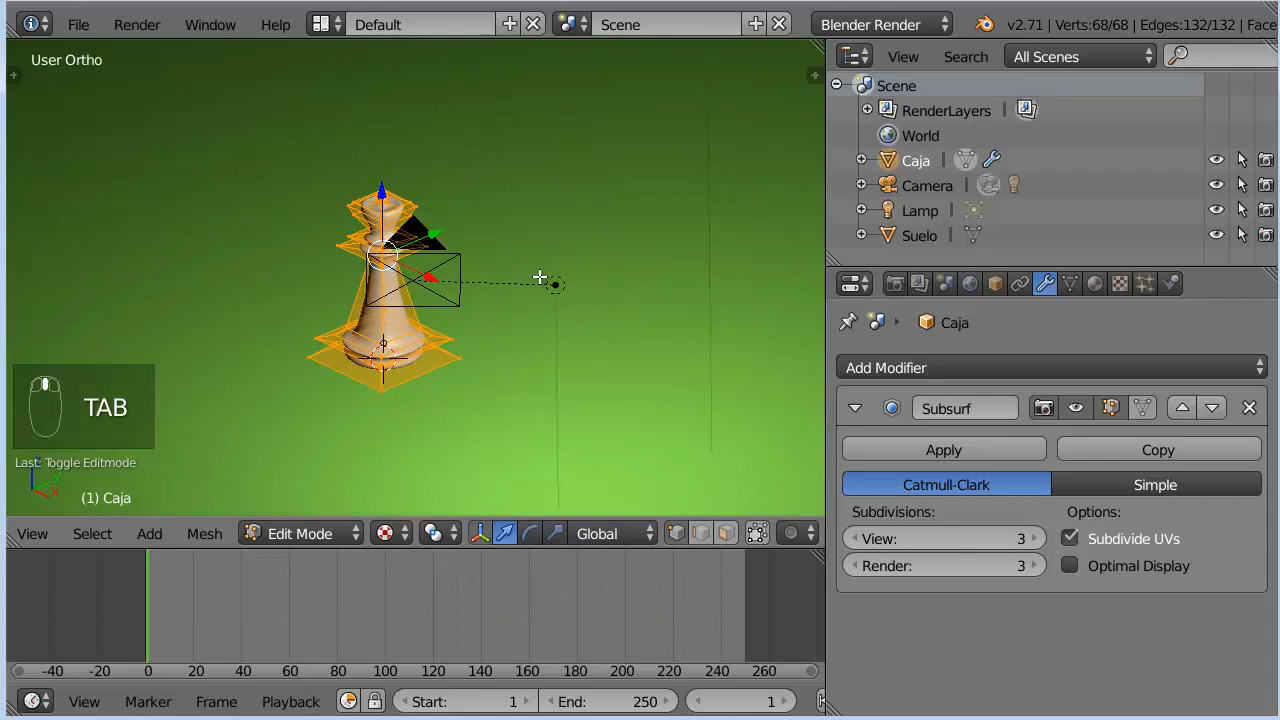 File Render Window Help Default Scene Blender Render v2.71 | Verts:68/68 | Edges:132/132 | Face
User Ortho
View Search All Scenes
Scene
RenderLayers |
World
Caja |
Camera |
Lamp |
Suelo |
Caja
Add Modifier
Subsurf
Apply Copy
Catmull-Clark Simple
Subdivisions: Options:
View: 3 Subdivide UVs
Render: 3 Optimal Display
TAB
Last: Toggle Editmode
z y x
(1) Caja
View Select Add Mesh Edit Mode Global
-40 -20 0 20 40 60 80 100 120 140 160 180 200 220 240 260
View Marker Frame Playback Start: 1 End: 250 1